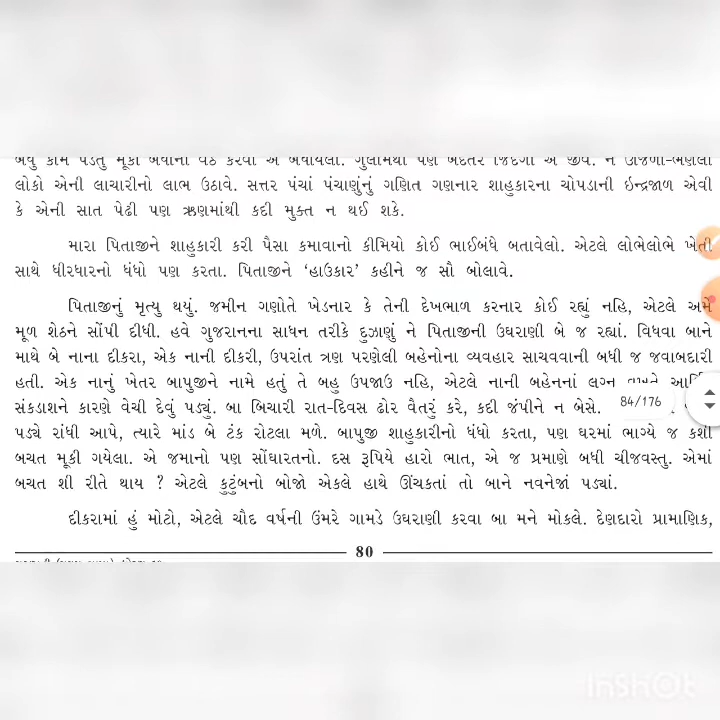 બધું કામ પડતું મૂકી
લોકો એની લાચારીનો લાભ ઉઠાવે. સત્તર પંચાં પંચાણુંનું ગણિત ગણનાર શાહુકારના ચોપડાની ઇન્દ્રજાળ એવી
કે એની સાત પેઢી પણ ઋણમાંથી કદી મુક્ત ન થઈ શકે.
મારા પિતાજીને શાહુકારી કરી પૈસા કમાવાનો કીમિયો કોઈ ભાઈબંધે બતાવેલો. એટલે લોભેલોભે ખેતી
સાથે ધીરધારનો ધંધો પણ કરતા. પિતાજીને ‘હાઉકાર’ કહીને જ સૌ બોલાવે.
પિતાજીનું મૃત્યુ થયું. જમીન ગણોતે ખેડનાર કે તેની દેખભાળ કરનાર કોઈ રહ્યું નહિ, એટલે અમે
મૂળ શેઠને સોંપી દીધી. હવે ગુજરાનના સાધન તરીકે દુઝાણું ને પિતાજીની ઉઘરાણી બે જ રહ્યાં. વિધવા બાને
માથે બે નાના દીકરા, એક નાની દીકરી, ઉપરાંત ત્રણ પરણેલી બહેનોના વ્યવહાર સાચવવાની બધી જ જવાબદારી
હતી. એક નાનું ખેતર બાપુજીને નામે હતું તે બહુ ઉપજાઉ નહિ, એટલે નાની બહેનનાં લગ્ન વખતે
સંકડાશને કારણે વેચી દેવું પડ્યું. બા બિચારી રાત-દિવસ ઢોર વૈતરું કરે, કદી જંપીને ન બેસે.
84/176
પડ્યે રાંધી આપે, ત્યારે માંડ બે ટંક રોટલા મળે. બાપુજી શાહુકારીનો ધંધો કરતા, પણ ઘરમાં ભાગ્યે જ કશી
બચત મૂકી ગયેલા. એ જમાનો પણ સોંઘારતનો. દસ રૂપિયે હારો ભાત, એ જ પ્રમાણે બધી ચીજવસ્તુ. એમાં
બચત શી રીતે થાય ? એટલે કુટુંબનો બોજો એકલે હાથે ઊંચકતાં તો બાને નવનેજાં પડ્યાં.
દીકરામાં હું મોટો, એટલે ચૌદ વર્ષની ઉંમરે ગામડે ઉઘરાણી કરવા બા મને મોકલે. દેણદારો પ્રામાણિક,
80
InShOt